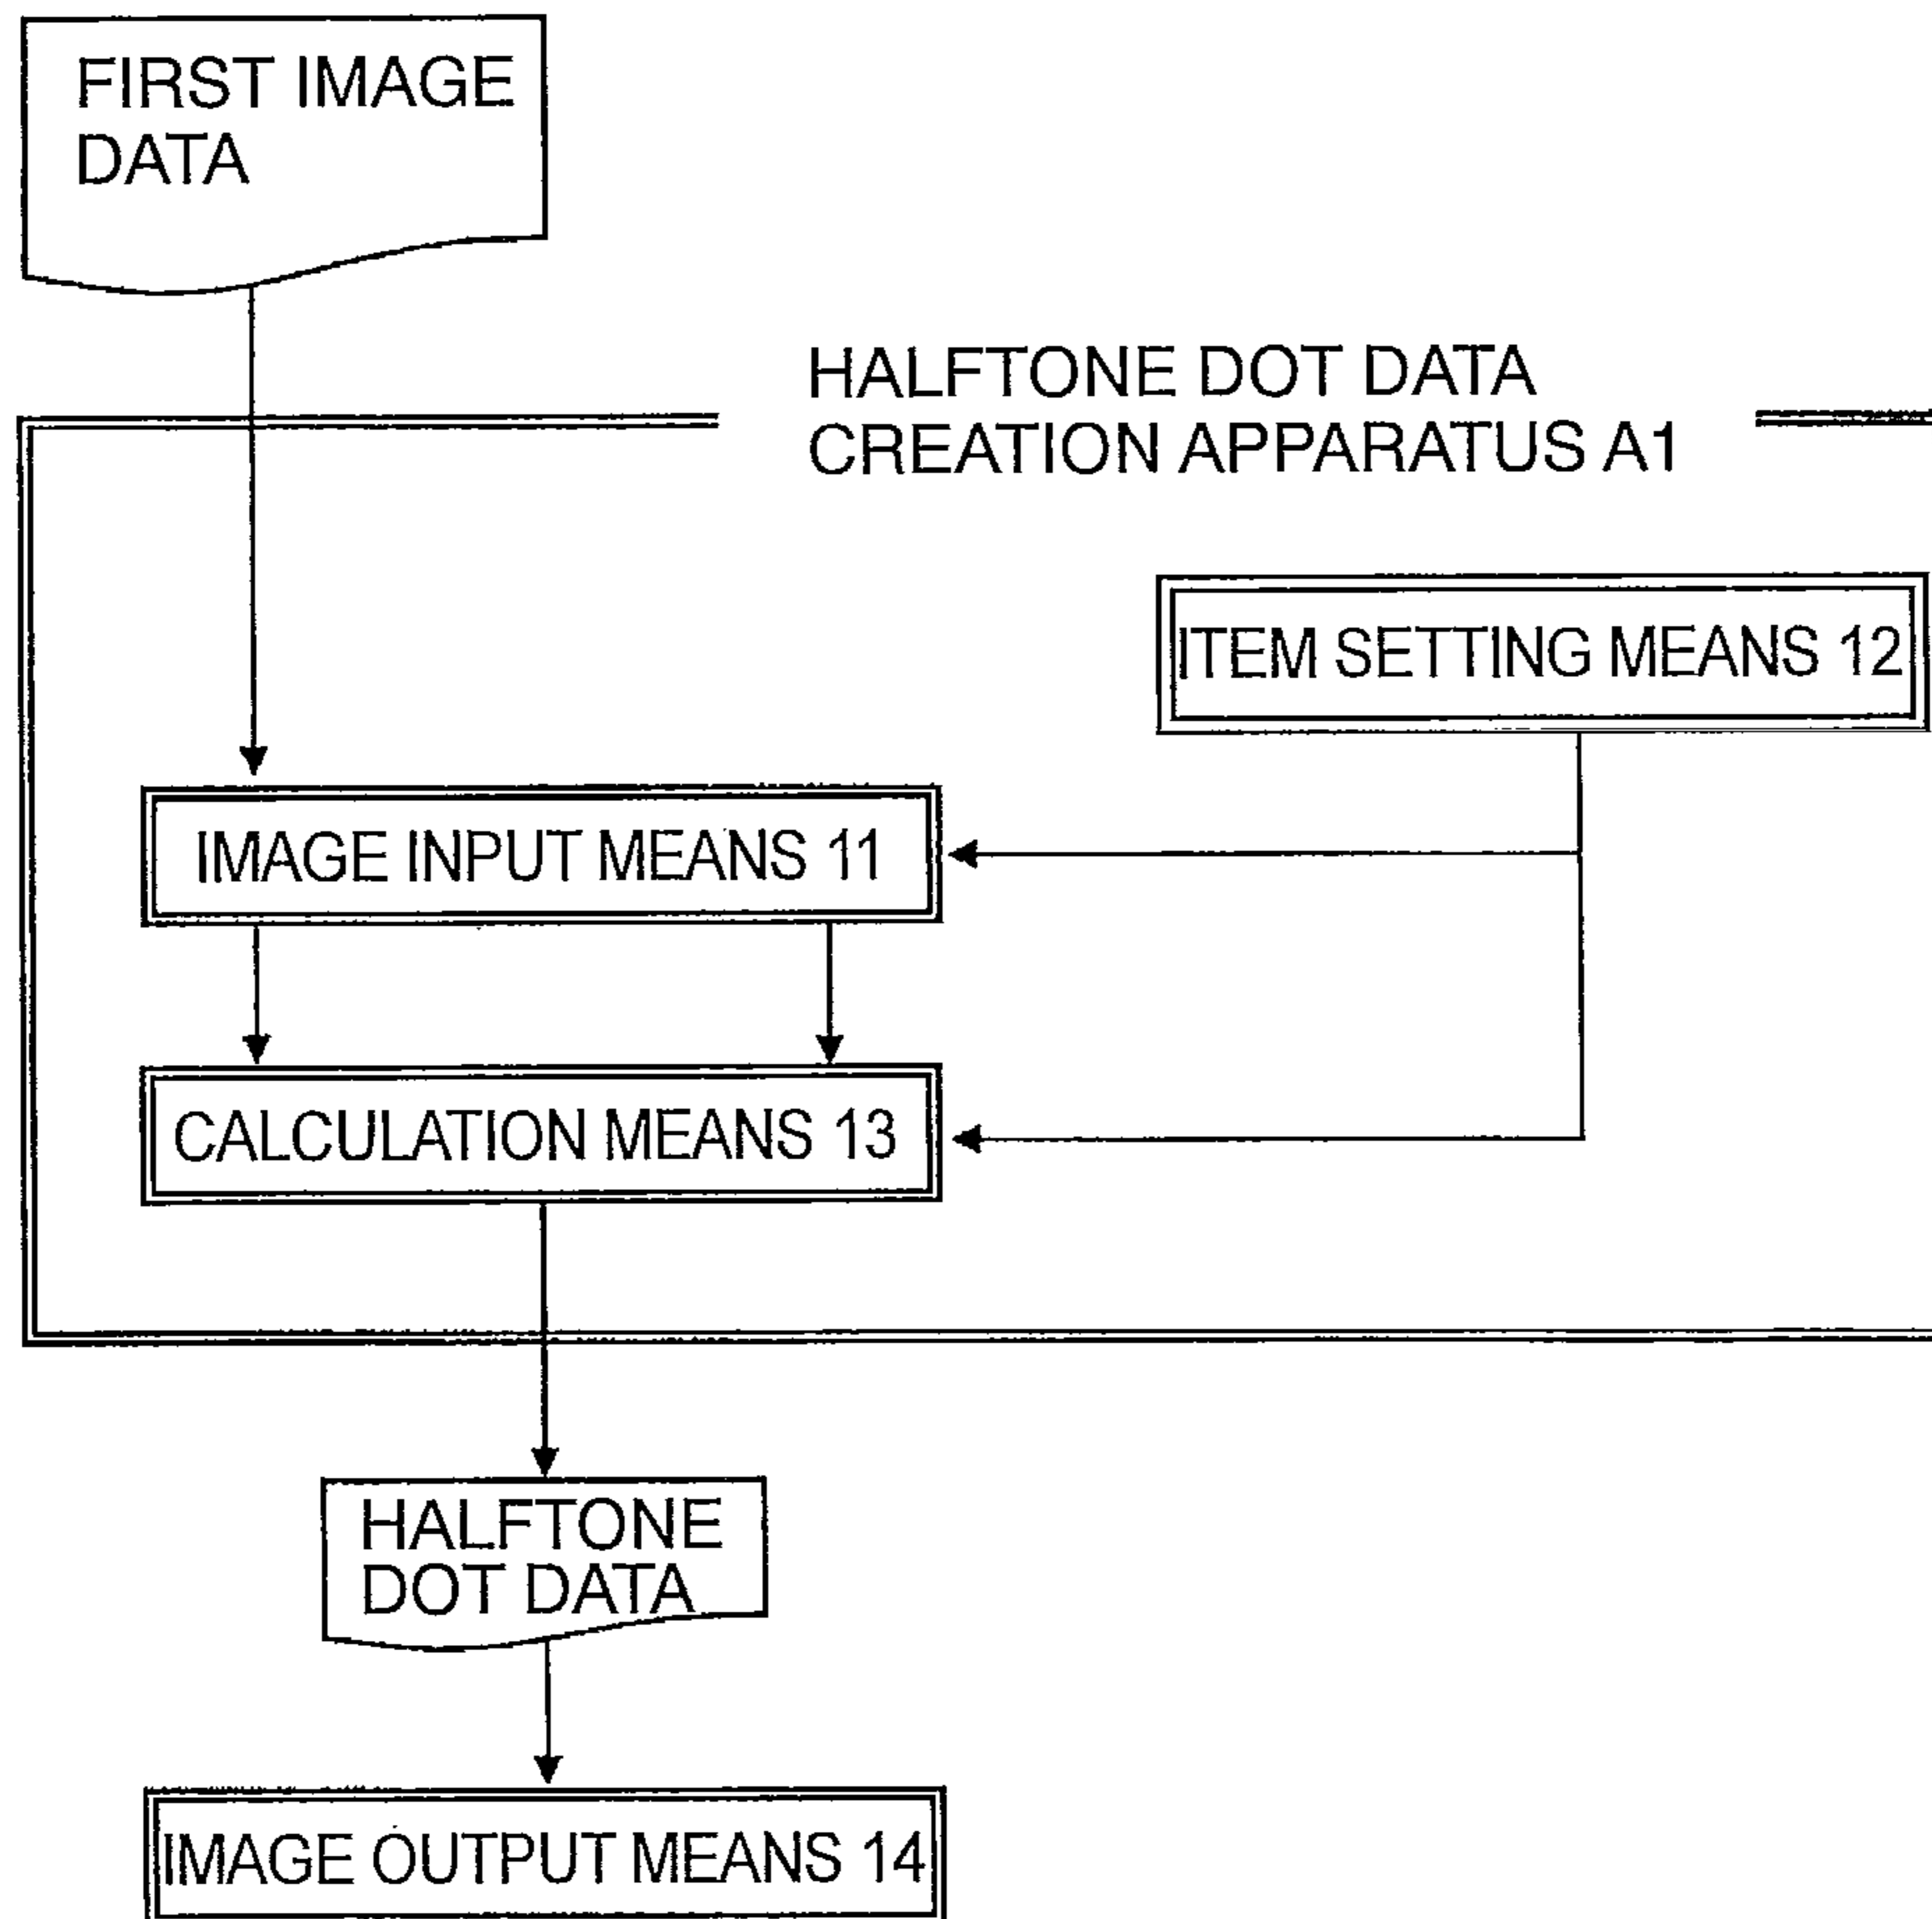 FIRST IMAGE
DATA
HALFTONE DOT DATA
CREATION APPARATUS A1
ITEM SETTING MEANS 12
IMAGE INPUT MEANS 11
CALCULATION MEANS 13
HALFTONE
DOT DATA
IMAGE OUTPUT MEANS 14